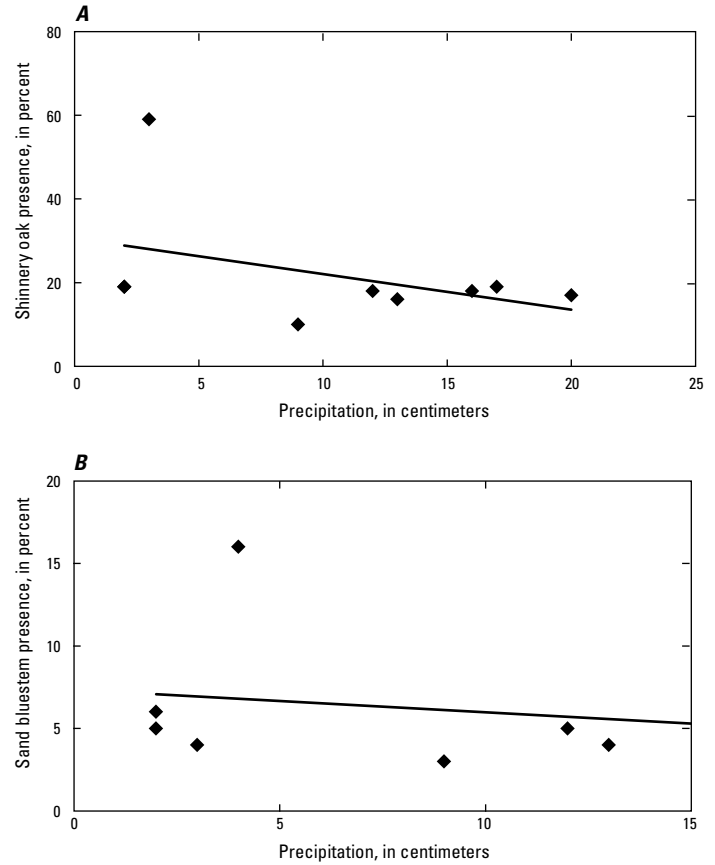 A
80
60
40
20
0
Shinnery oak presence, in percent
0 5 10 15 20 25
Precipitation, in centimeters
B
20
15
10
5
0
Sand bluestem presence, in percent
0 5 10 15
Precipitation, in centimeters